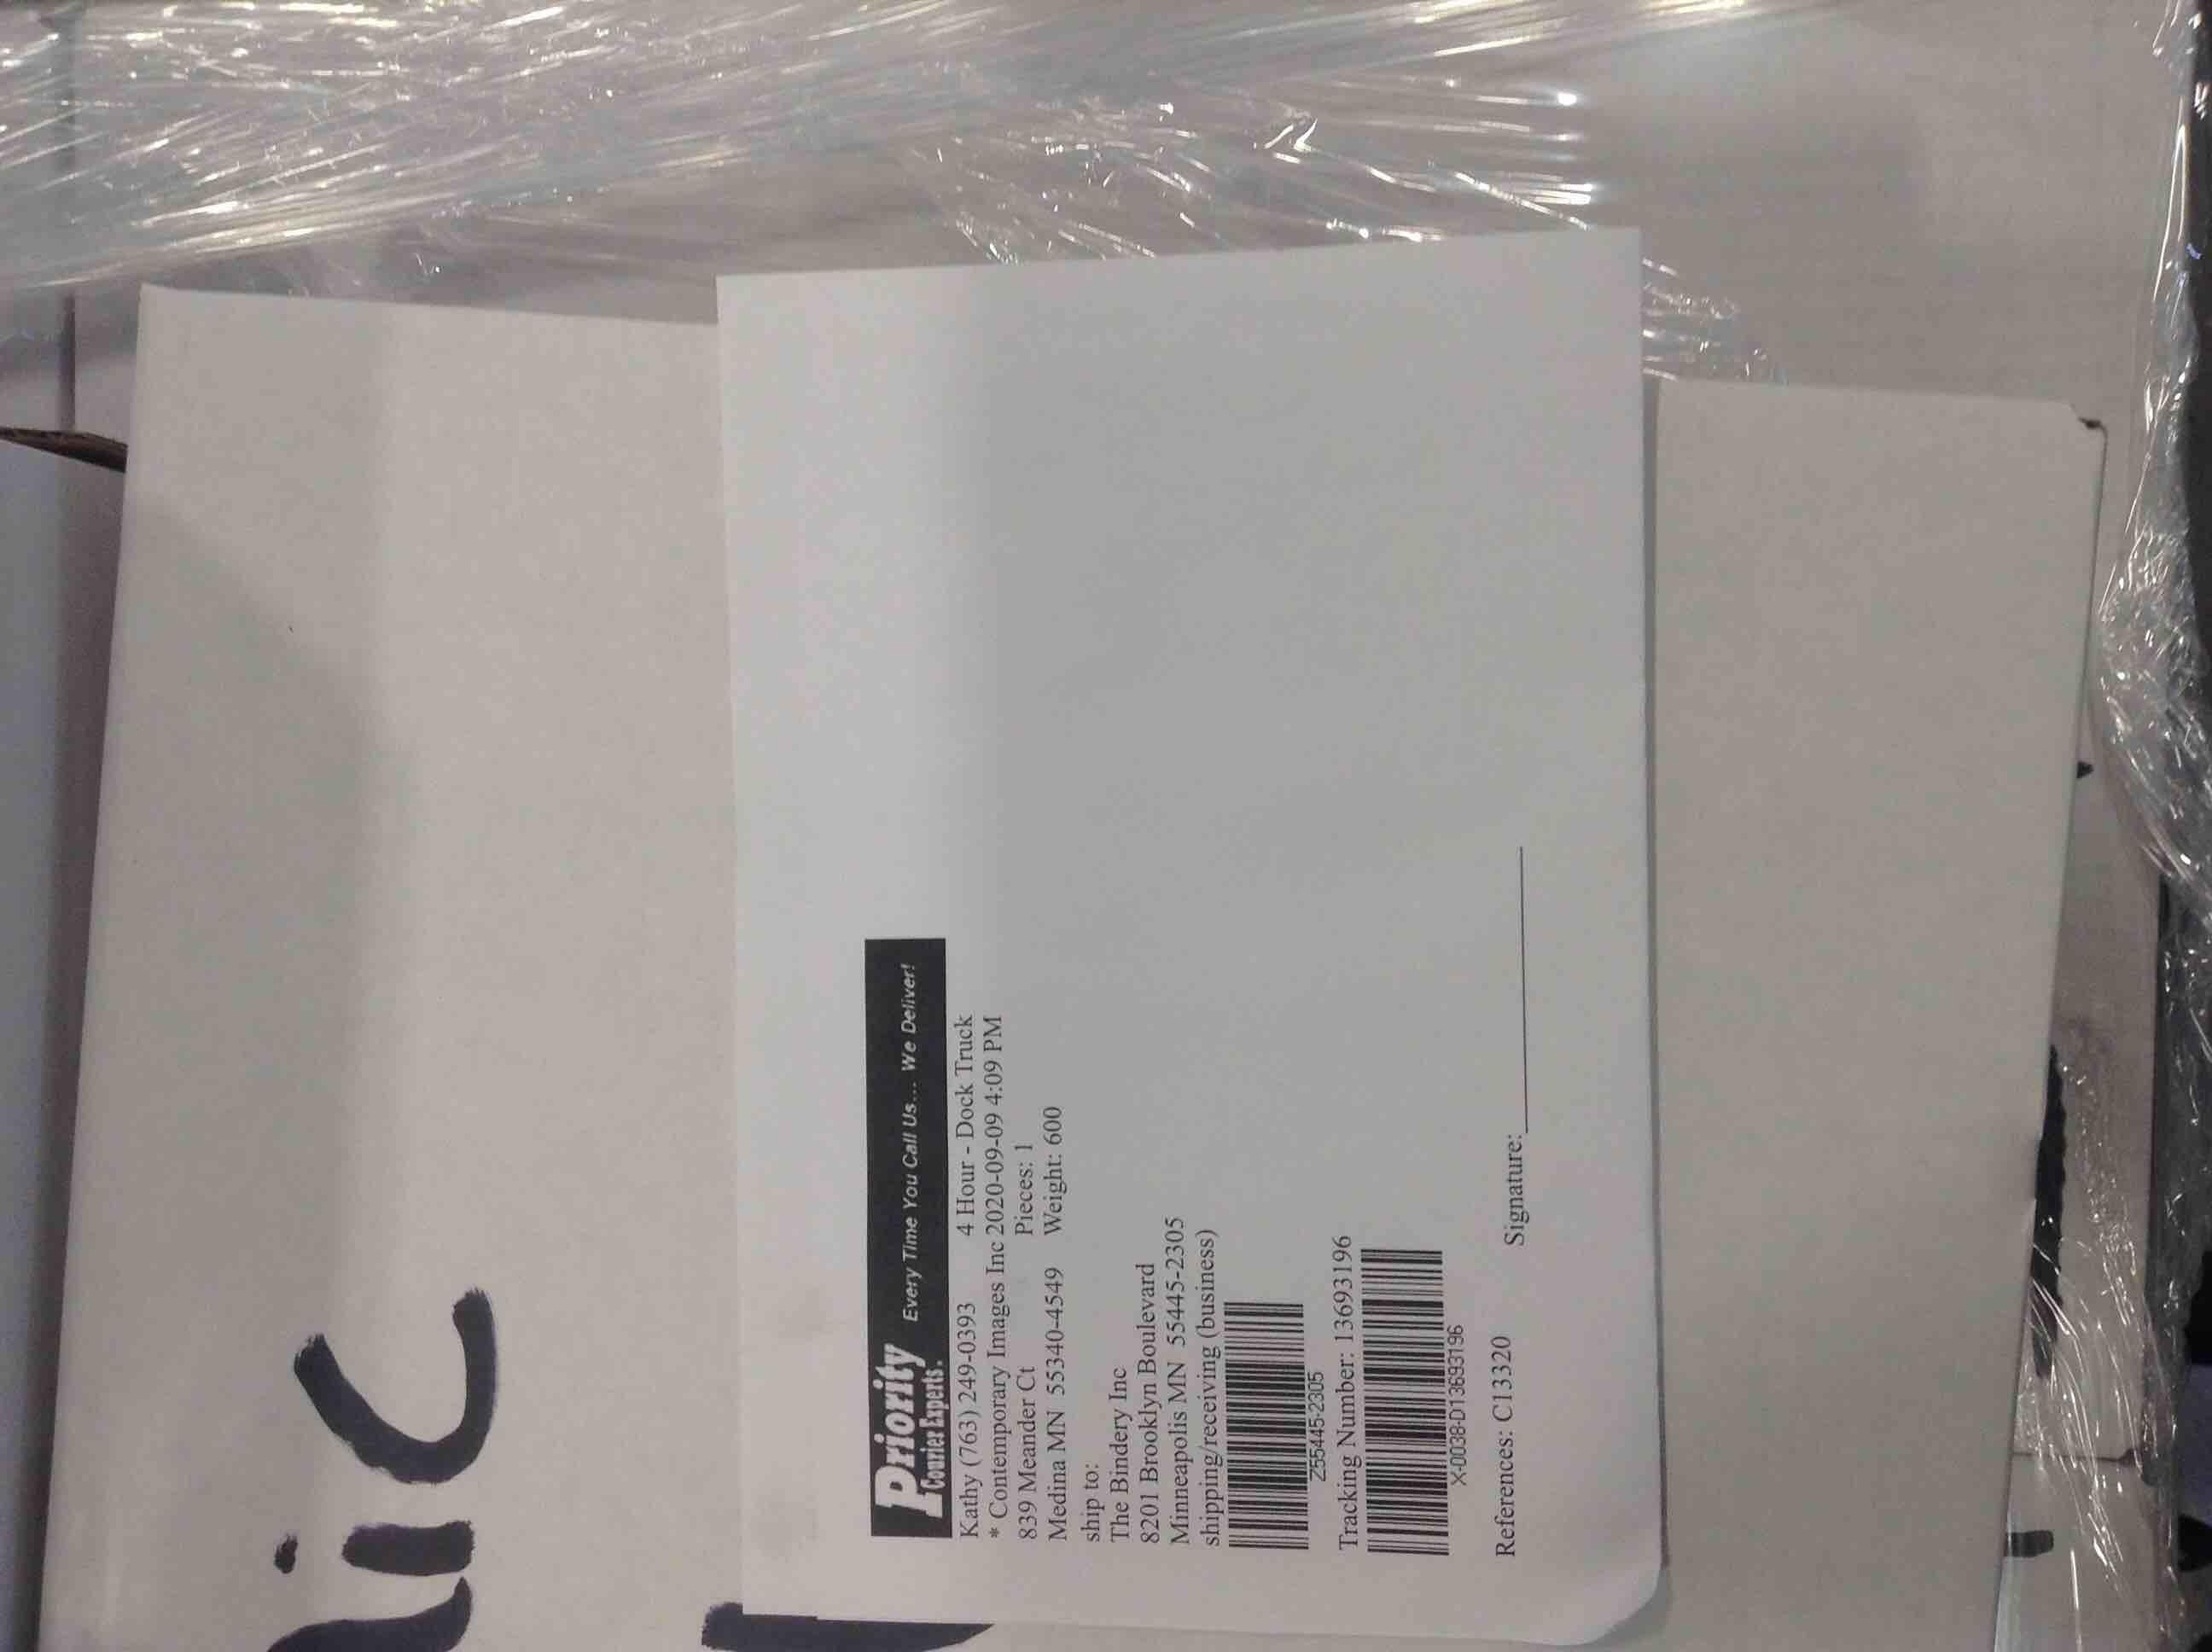 Priority Courier Experts. Every Time You Call Us... We Deliver!
Kathy (763) 249-0393 4 Hour - Dock Truck
* Contemporary Images Inc 2020-09-09 4:09 PM
839 Meander Ct Pieces: 1
Medina MN 55340-4549 Weight: 600
ship to:
The Bindery Inc
8201 Brooklyn Boulevard
Minneapolis MN 55445-2305
shipping/receiving (business)
Z55445-2305
Tracking Number: 13693196
X-0038-D13693196
References: C13320 Signature: